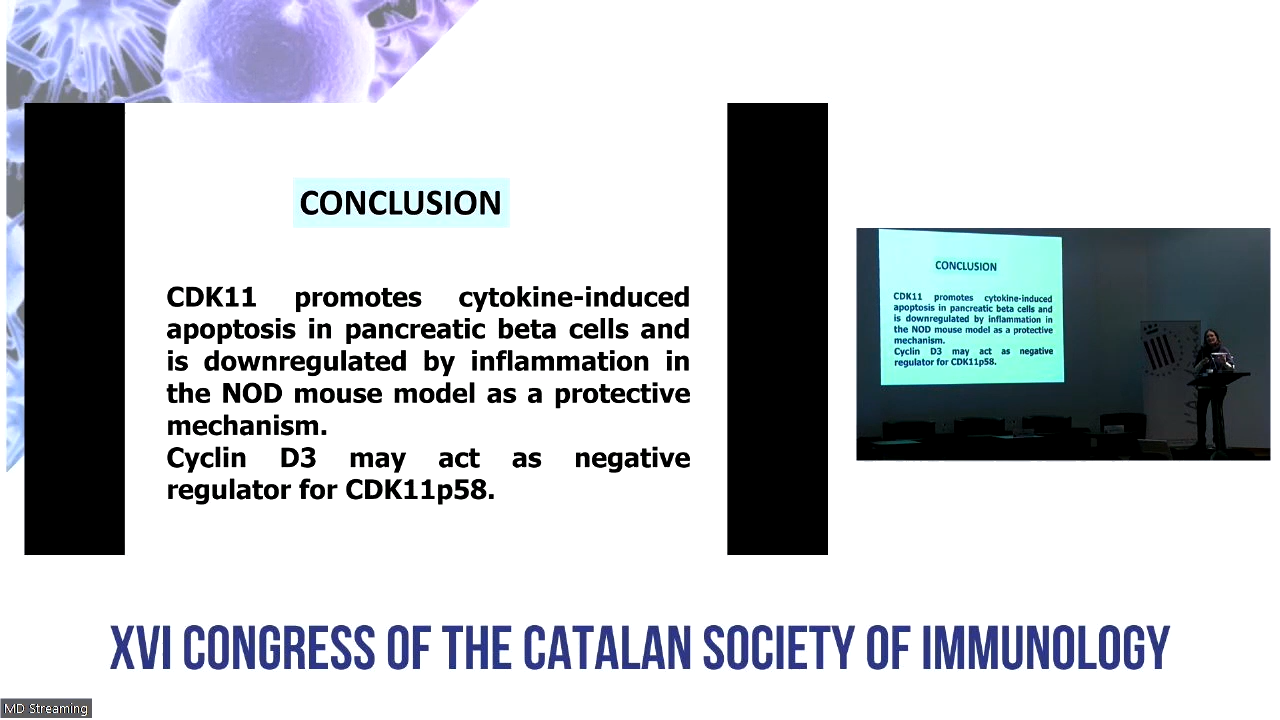 CONCLUSION
CDK11 promotes cytokine-induced
apoptosis in pancreatic beta cells and
is downregulated by inflammation in
the NOD mouse model as a protective
mechanism.
Cyclin D3 may act as negative
regulator for CDK11p58.
CONCLUSION
CDK11 promotes cytokine-induced
apoptosis in pancreatic beta cells and
is downregulated by inflammation in
the NOD mouse model as a protective
mechanism.
Cyclin D3 may act as negative
regulator for CDK11p58.
XVI CONGRESS OF THE CATALAN SOCIETY OF IMMUNOLOGY
MD Streaming